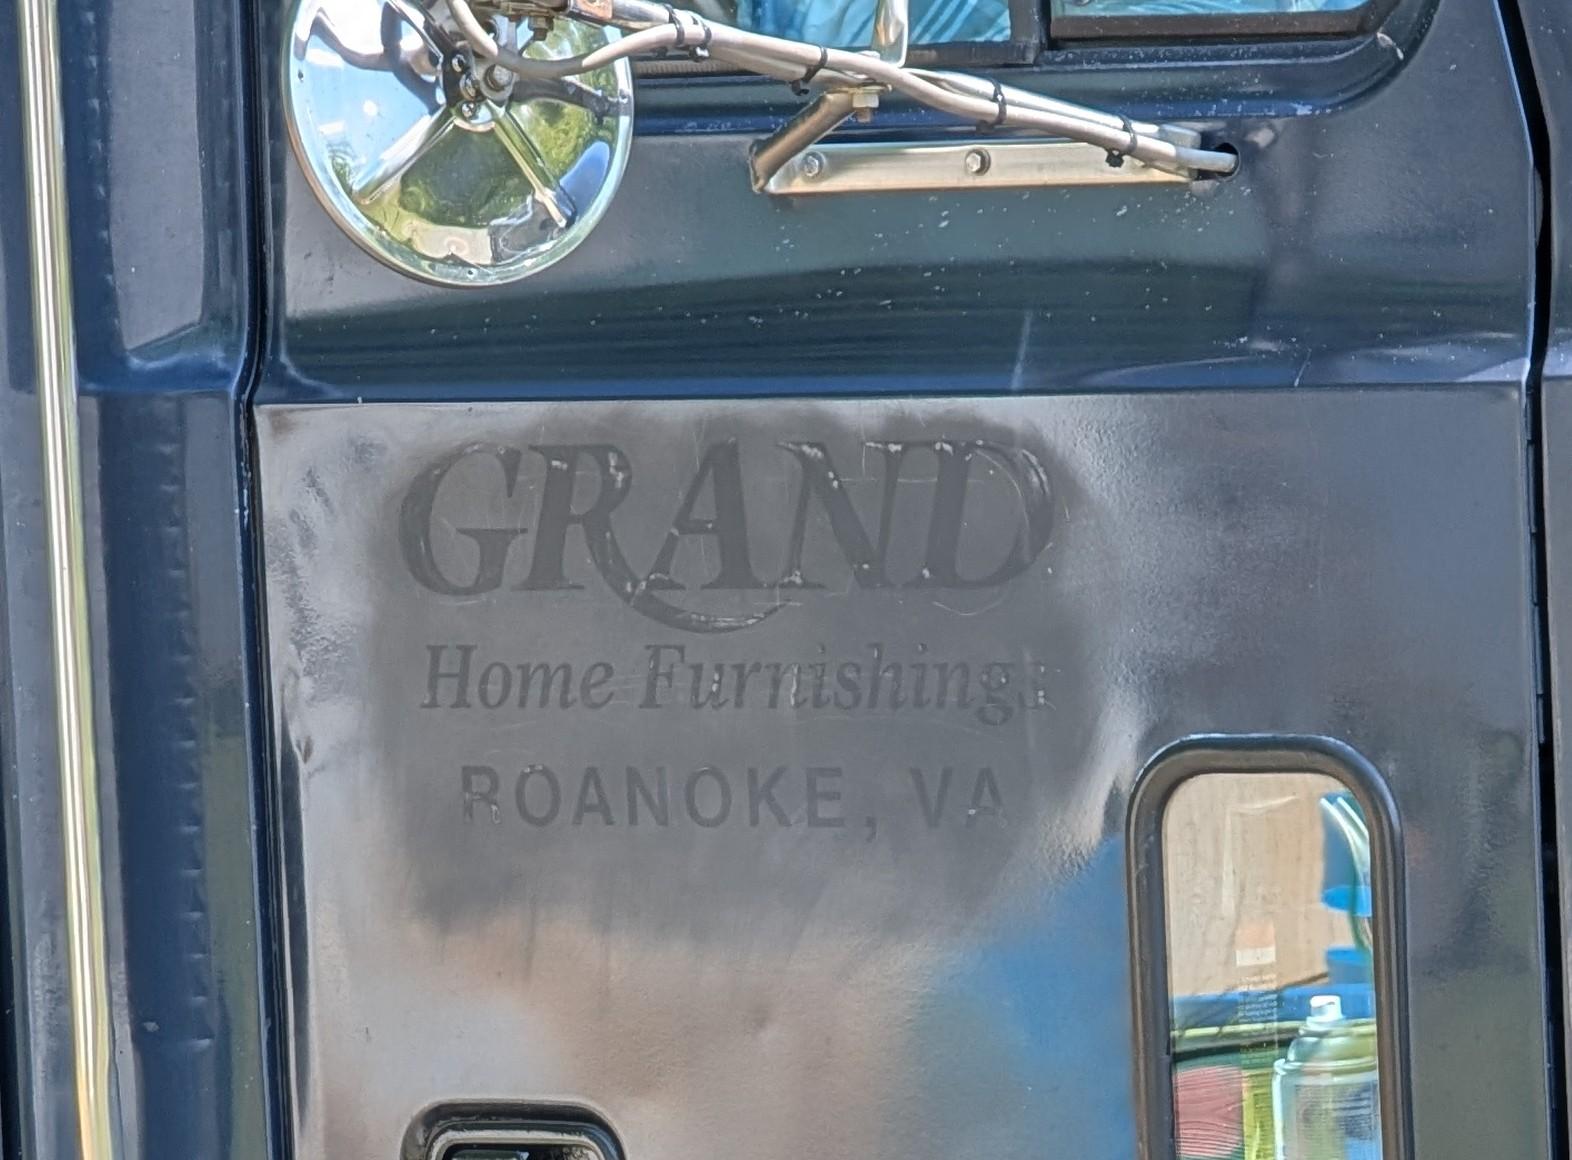 GRAND
Home Furnishings
ROANOKE, VA